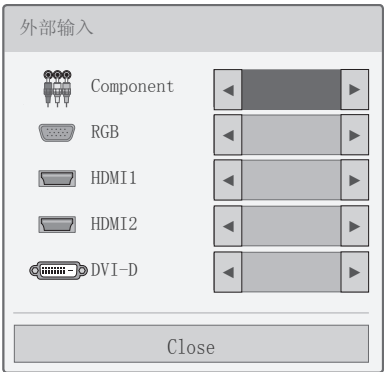 外部输入
Component
RGB
HDMI1
HDMI2
DVI-D
Close